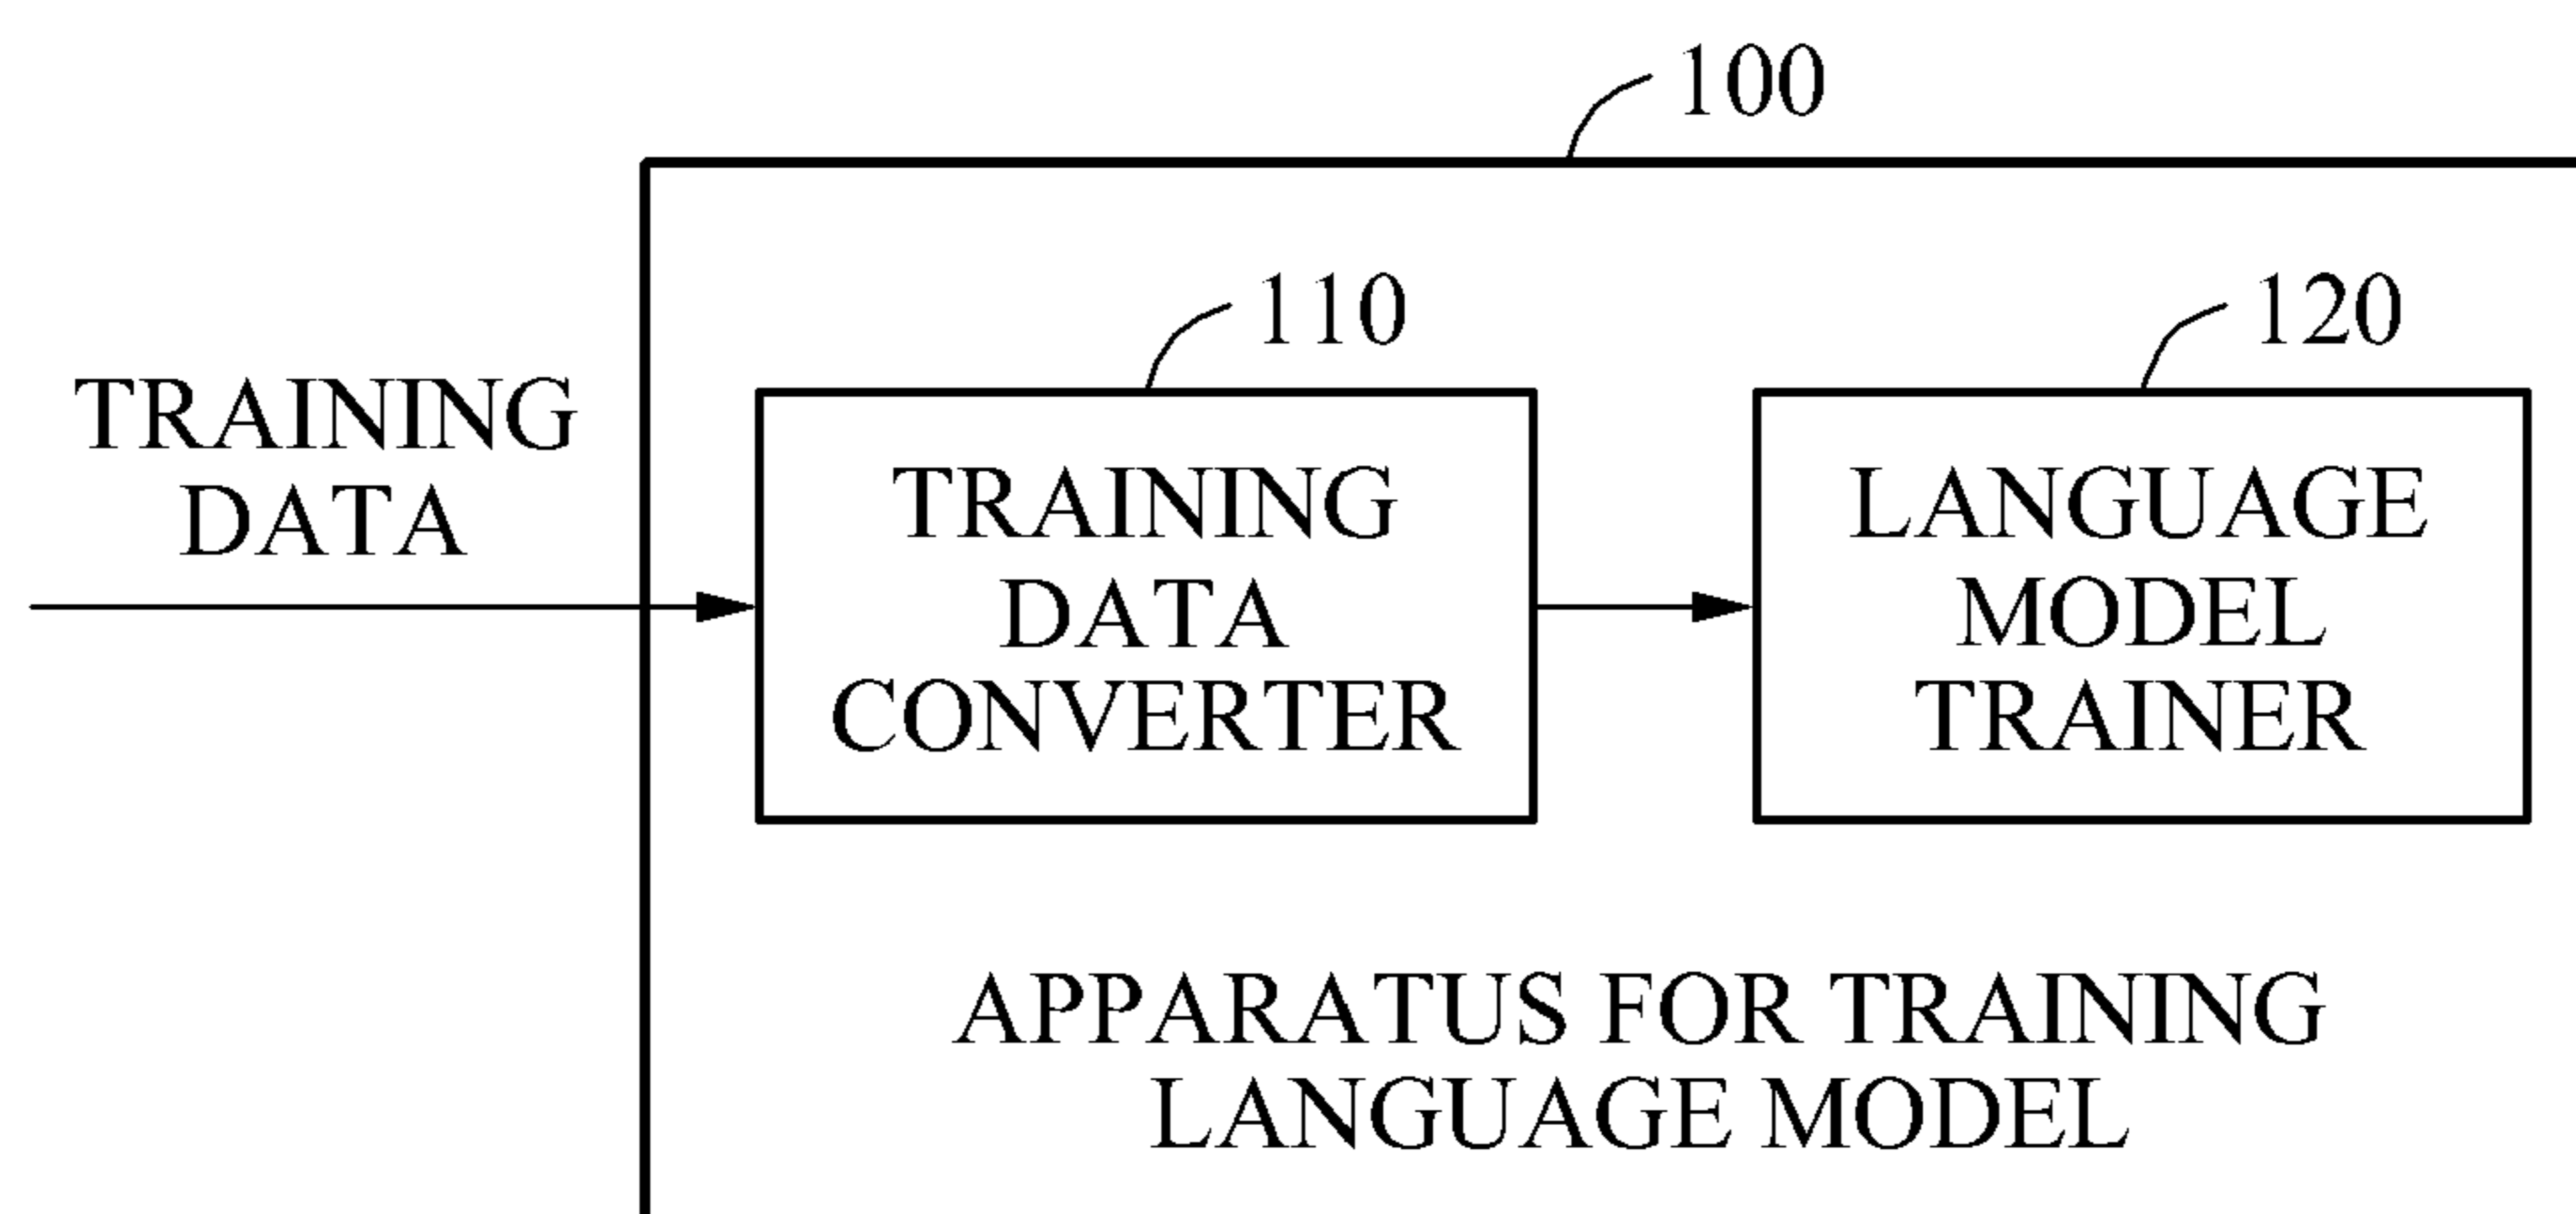 100
110
120
TRAINING
DATA
TRAINING
DATA
CONVERTER
LANGUAGE
MODEL
TRAINER
APPARATUS FOR TRAINING
LANGUAGE MODEL